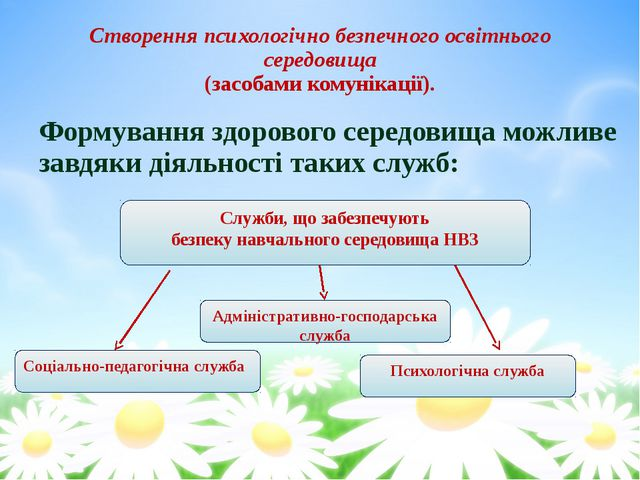 Створення психологічно безпечного освітнього
середовища
(засобами комунікації).
Формування здорового середовища можливе
завдяки діяльності таких служб:
Служби, що забезпечують
безпеку навчального середовища НВЗ
Адміністративно-господарська
служба
Соціально-педагогічна служба
Психологічна служба